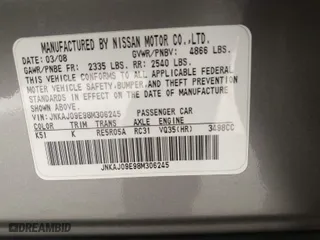 MANUFACTURED BY NISSAN MOTOR CO.,LTD.
DATE: 03/08 GVWR/PNBV: 4866 LBS.
GAWR/PNBE FR: 2335 LBS. RR: 2540 LBS.
THIS VEHICLE CONFORMS TO ALL APPLICABLE
FEDERAL MOTOR VEHICLE
SAFETY, BUMPER, AND THEFT PREVENTION
STANDARDS IN EFFECT ON THE DATE OF
MANUFACTURE SHOWN ABOVE.
PASSENGER CAR
COLOR TRIM TRANS AXLE ENGINE
K51 K RE5R05A RC31 VQ35(HR) 3498CC
JNKAJ09E98M306245
DREAMBID